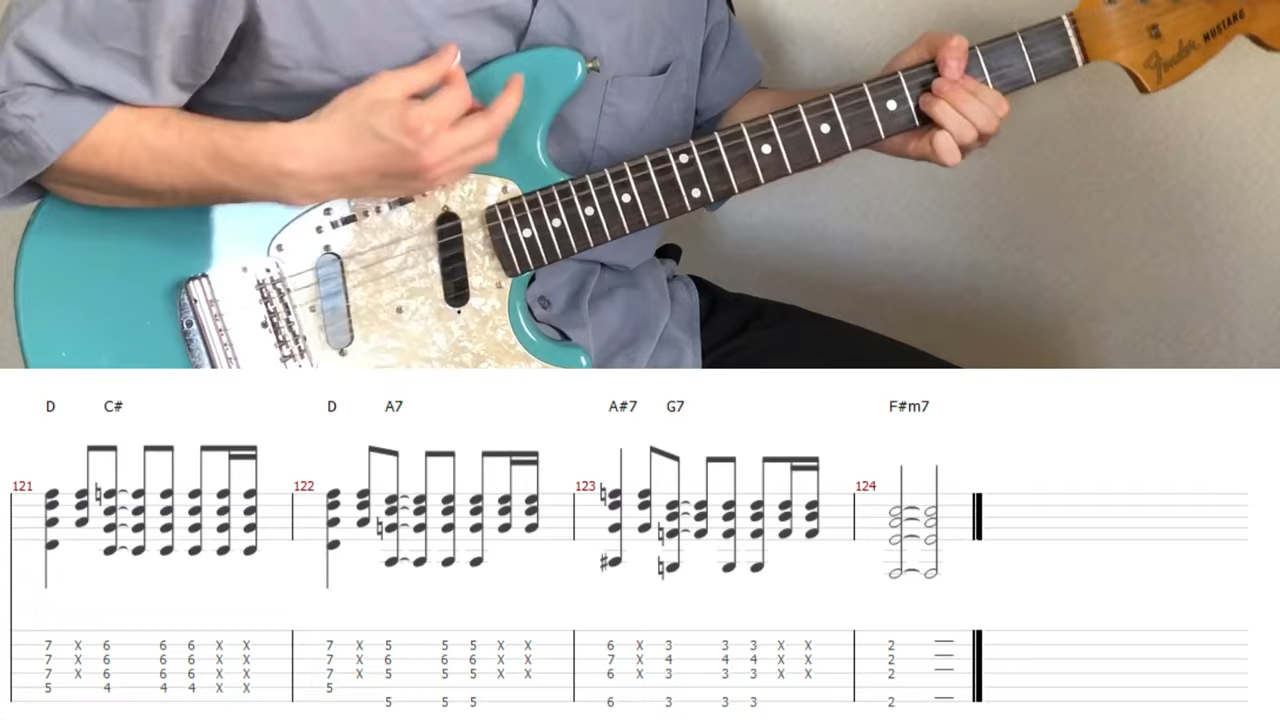 Fender MUSTANG
D C# D A7 A#7 G7 F#m7
121 122 123 124
7 X 6 6 6 X X 7 X 5 5 5 X X 6 X 3 3 3 X X 2
7 X 6 6 6 X X 7 X 6 6 6 X X 7 X 4 4 4 X X 2
7 X 6 6 6 X X 7 X 5 5 5 X X 6 X 3 3 3 X X 2
5 4 4 4 X X 5
5 5 5 6 3 3 3 2